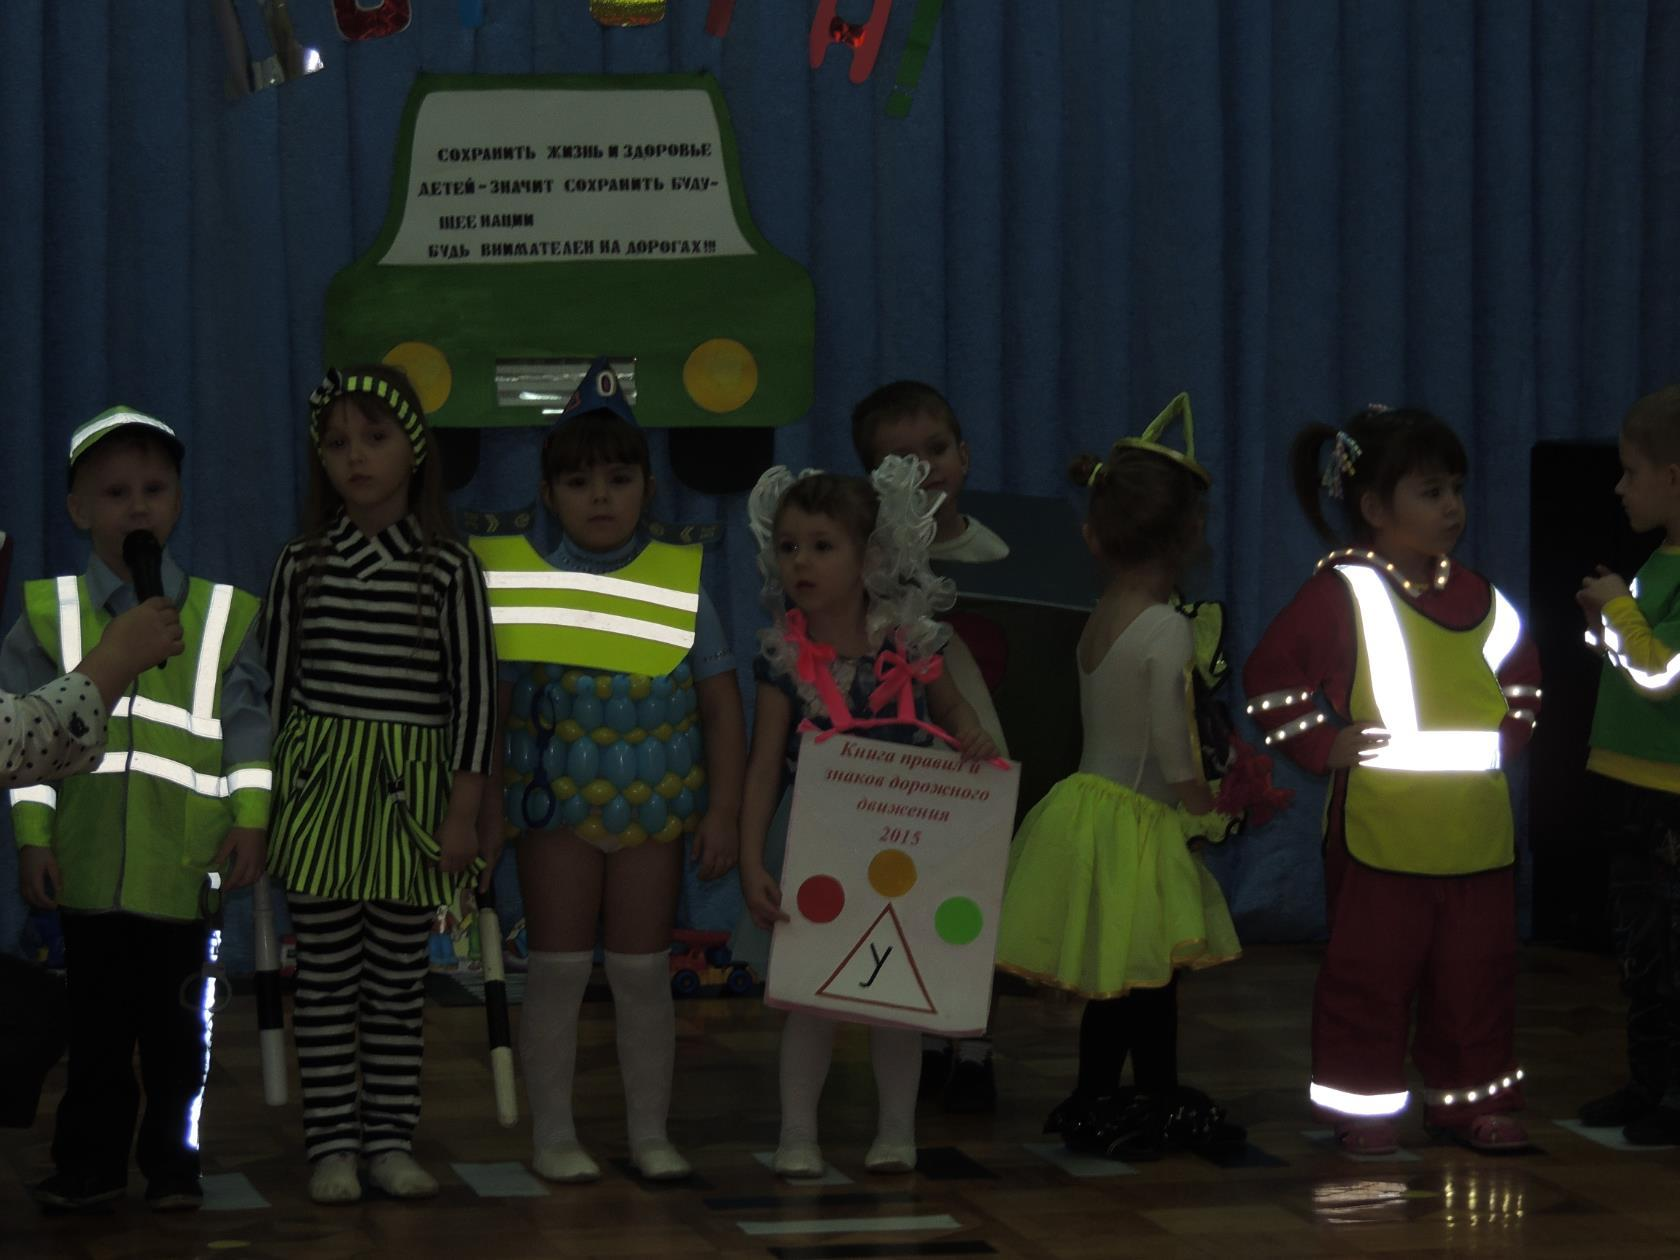 СОХРАНИТЬ ЖИЗНЬ И ЗДОРОВЬЕ
ДЕТЕЙ-ЗНАЧИТ СОХРАНИТЬ БУДУ-
ЩЕЕ НАЦИИ
БУДЬ ВНИМАТЕЛЕН НА ДОРОГАХ!!!
Книга правил и
знаков дорожного
движения
2015
У